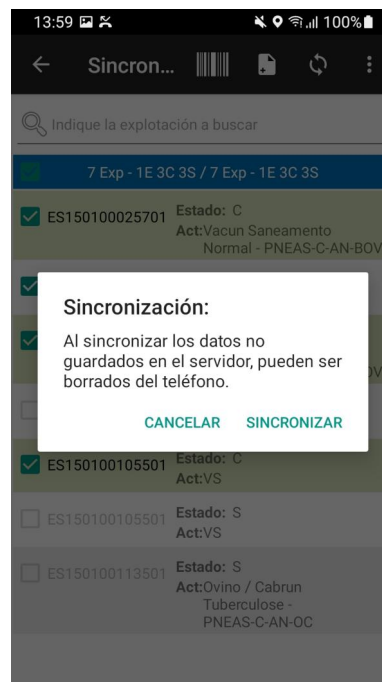 13:59
100%
Sincron...
Indique la explotación a buscar
7 Exp - 1E 3C 3S / 7 Exp - 1E 3C 3S
ES150100025701 Estado: C
Act:Vacun Saneamento
Normal - PNEAS-C-AN-BOV
Sincronización:
Al sincronizar los datos no
guardados en el servidor, pueden ser
borrados del teléfono.
CANCELAR SINCRONIZAR
ES150100105501 Estado: C
Act:VS
ES150100105501 Estado: S
Act:VS
ES150100113501 Estado: S
Act:Ovino / Cabrun
Tuberculose -
PNEAS-C-AN-OC